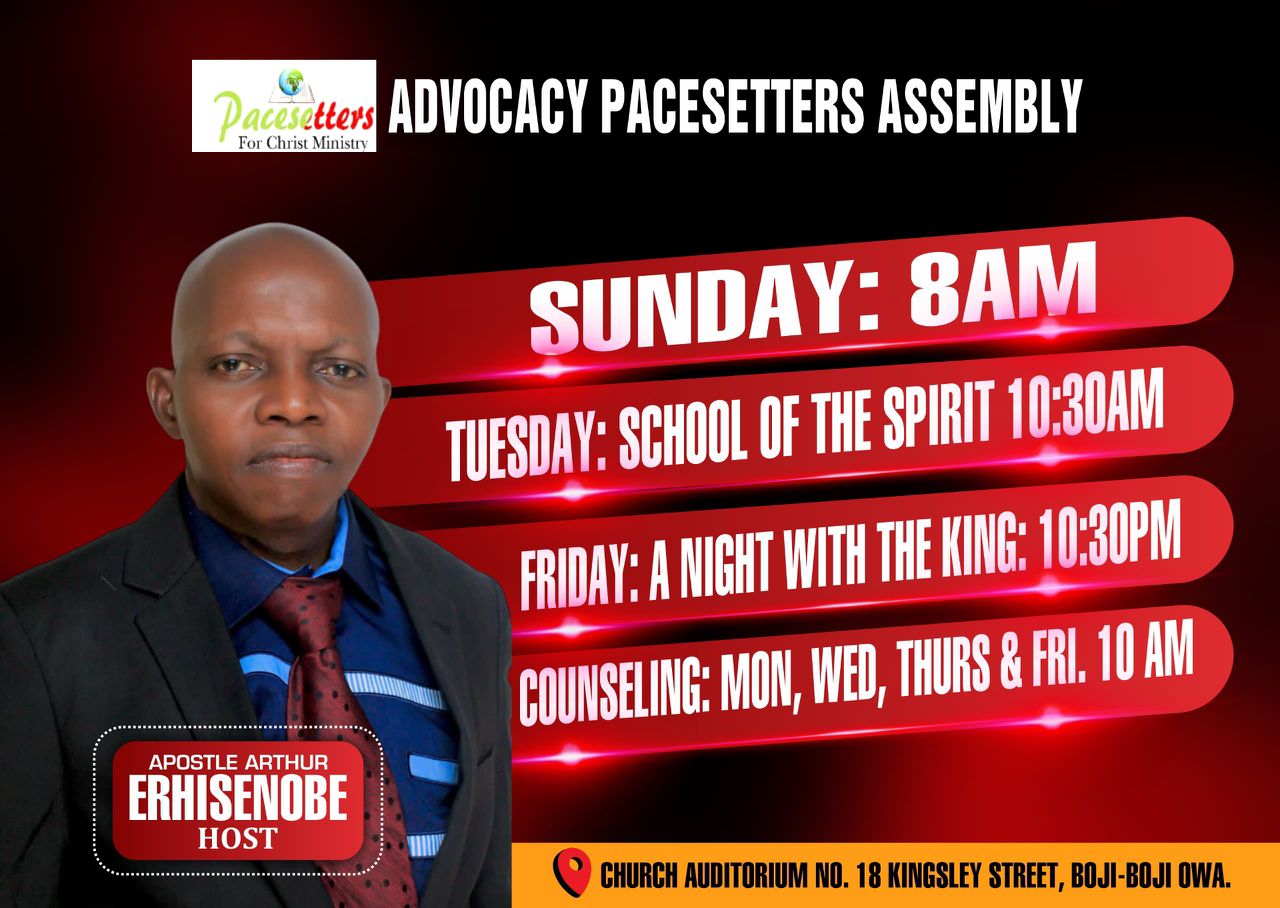 Pacesetters
For Christ Ministry
ADVOCACY PACESETTERS ASSEMBLY
SUNDAY: 8AM
TUESDAY: SCHOOL OF THE SPIRIT 10:30AM
FRIDAY: A NIGHT WITH THE KING: 10:30PM
COUNSELING: MON, WED, THURS & FRI. 10 AM
APOSTLE ARTHUR
ERHISENOBE
HOST
CHURCH AUDITORIUM NO. 18 KINGSLEY STREET, BOJI-BOJI OWA.